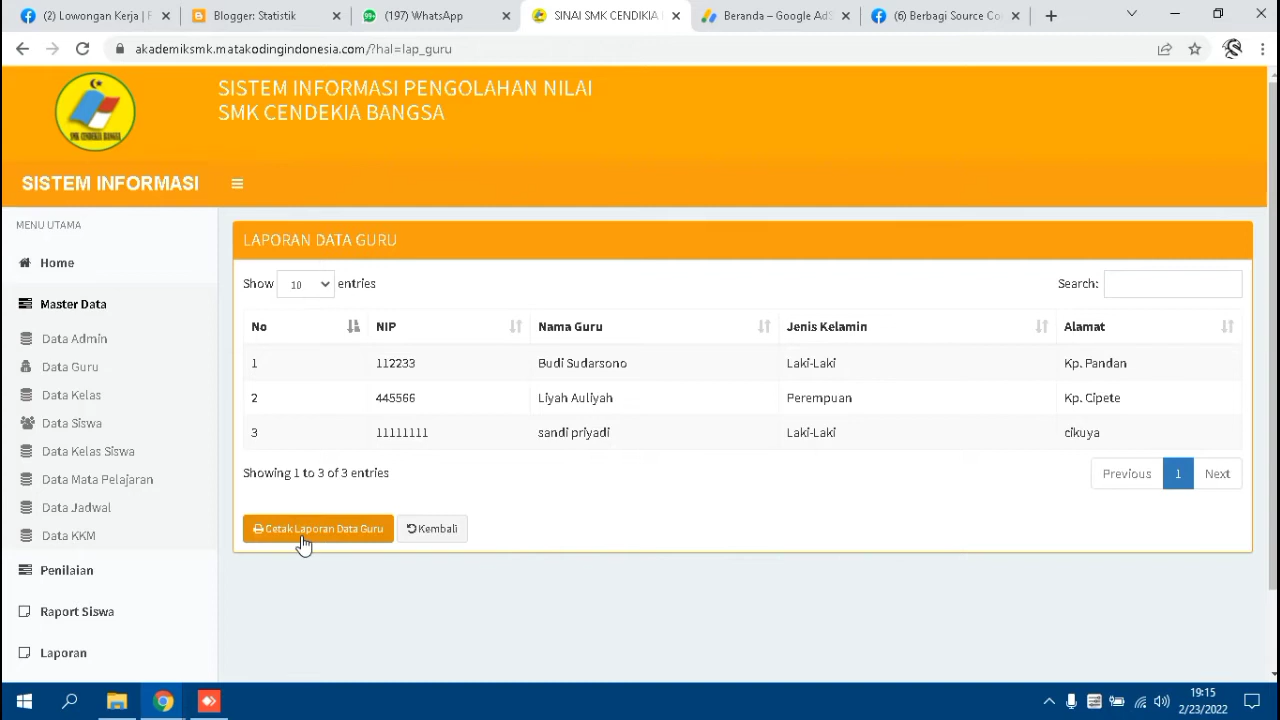 (2) Lowongan Kerja | F
Blogger: Statistik
(197) WhatsApp
SINAI SMK CENDIKIA
Beranda – Google AdS
(6) Berbagi Source Co
akademiksmk.matakodingindonesia.com/?hal=lap_guru
SISTEM INFORMASI PENGOLAHAN NILAI
SMK CENDEKIA BANGSA
SMK CENDEKIA BANGSA
SISTEM INFORMASI
MENU UTAMA
Home
Master Data
Data Admin
Data Guru
Data Kelas
Data Siswa
Data Kelas Siswa
Data Mata Pelajaran
Data Jadwal
Data KKM
Penilaian
Raport Siswa
Laporan
LAPORAN DATA GURU
Show 10 entries Search:
No NIP Nama Guru Jenis Kelamin Alamat
1 112233 Budi Sudarsono Laki-Laki Kp. Pandan
2 445566 Liyah Auliyah Perempuan Kp. Cipete
3 11111111 sandi priyadi Laki-Laki cikuya
Showing 1 to 3 of 3 entries Previous 1 Next
Cetak Laporan Data Guru Kembali
19:15
2/23/2022